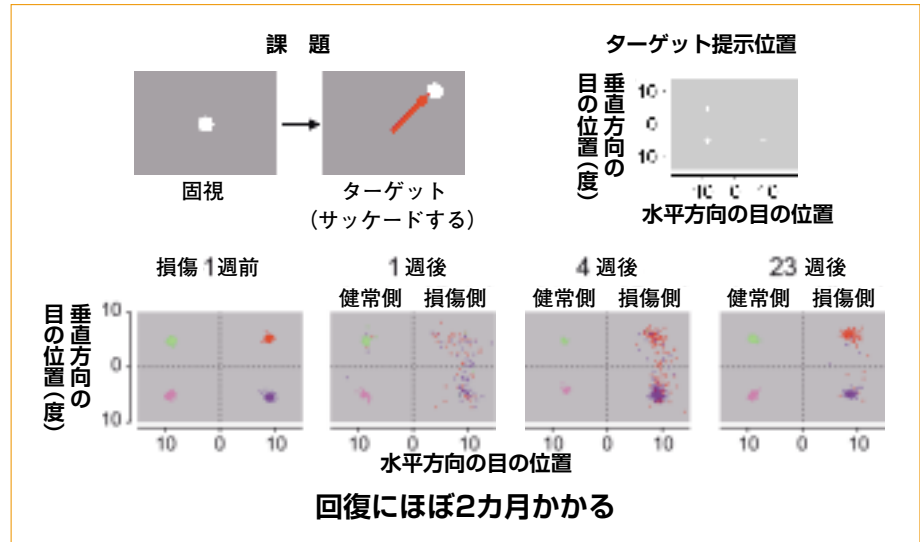 課 題
固視
ターゲット
(サッケードする)
ターゲット提示位置
垂直方向の
目の位置(度)
10
0
10
10 0 10
水平方向の目の位置
損傷 1週前
1 週後
健常側 損傷側
4 週後
健常側 損傷側
23 週後
健常側 損傷側
垂直方向の
目の位置(度)
10
0
10
10 0 10
10 0 10
10 0 10
10 0 10
水平方向の目の位置
回復にほぼ2カ月かかる